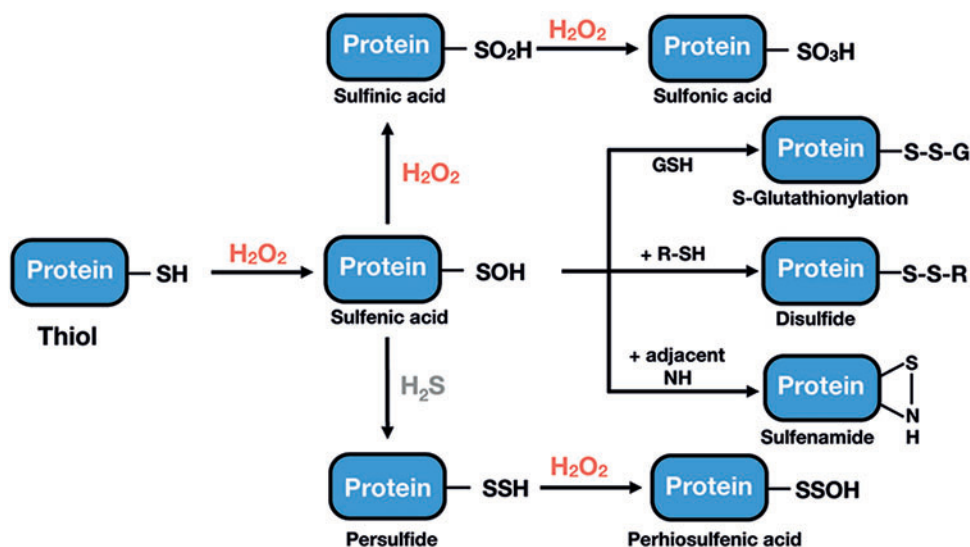 Protein
SO₂H
H₂O₂
Protein
SO₃H
Sulfinic acid
Sulfonic acid
H₂O₂
GSH
Protein
S-S-G
S-Glutathionylation
Protein
SH
Thiol
H₂O₂
Protein
SOH
Sulfenic acid
+ R-SH
Protein
S-S-R
Disulfide
+ adjacent
NH
Protein
S
N
H
Sulfenamide
H₂S
Protein
SSH
Persulfide
H₂O₂
Protein
SSOH
Perhiosulfenic acid